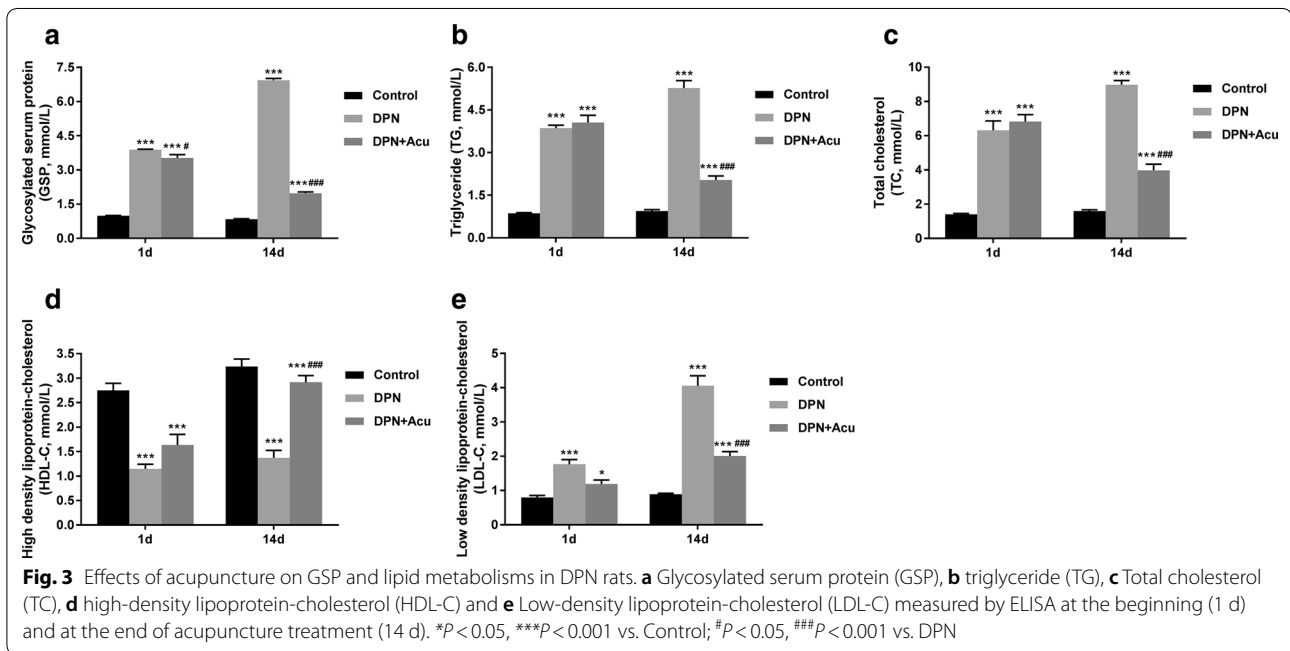 a
Glycosylated serum protein
(GSP, mmol/L)
7.5
6.0
4.5
3.0
1.5
0.0
***
*** #
***
*** ###
1d
14d
Control
DPN
DPN+Acu
b
Triglyceride (TG, mmol/L)
6.0
4.5
3.0
1.5
0.0
***
***
***
*** ###
1d
14d
Control
DPN
DPN+Acu
c
Total cholesterol
(TC, mmol/L)
10
8
6
4
2
0
***
***
***
*** ###
1d
14d
Control
DPN
DPN+Acu
d
High density lipoprotein-cholesterol
(HDL-C, mmol/L)
3.5
3.0
2.5
2.0
1.5
1.0
0.5
0.0
***
***
***
*** ###
1d
14d
Control
DPN
DPN+Acu
e
Low density lipoprotein-cholesterol
(LDL-C, mmol/L)
5
4
3
2
1
0
***
*
***
*** ###
1d
14d
Control
DPN
DPN+Acu
Fig. 3 Effects of acupuncture on GSP and lipid metabolisms in DPN rats. a Glycosylated serum protein (GSP), b triglyceride (TG), c Total cholesterol
(TC), d high-density lipoprotein-cholesterol (HDL-C) and e Low-density lipoprotein-cholesterol (LDL-C) measured by ELISA at the beginning (1 d)
and at the end of acupuncture treatment (14 d). *P < 0.05, ***P < 0.001 vs. Control; #P < 0.05, ###P < 0.001 vs. DPN